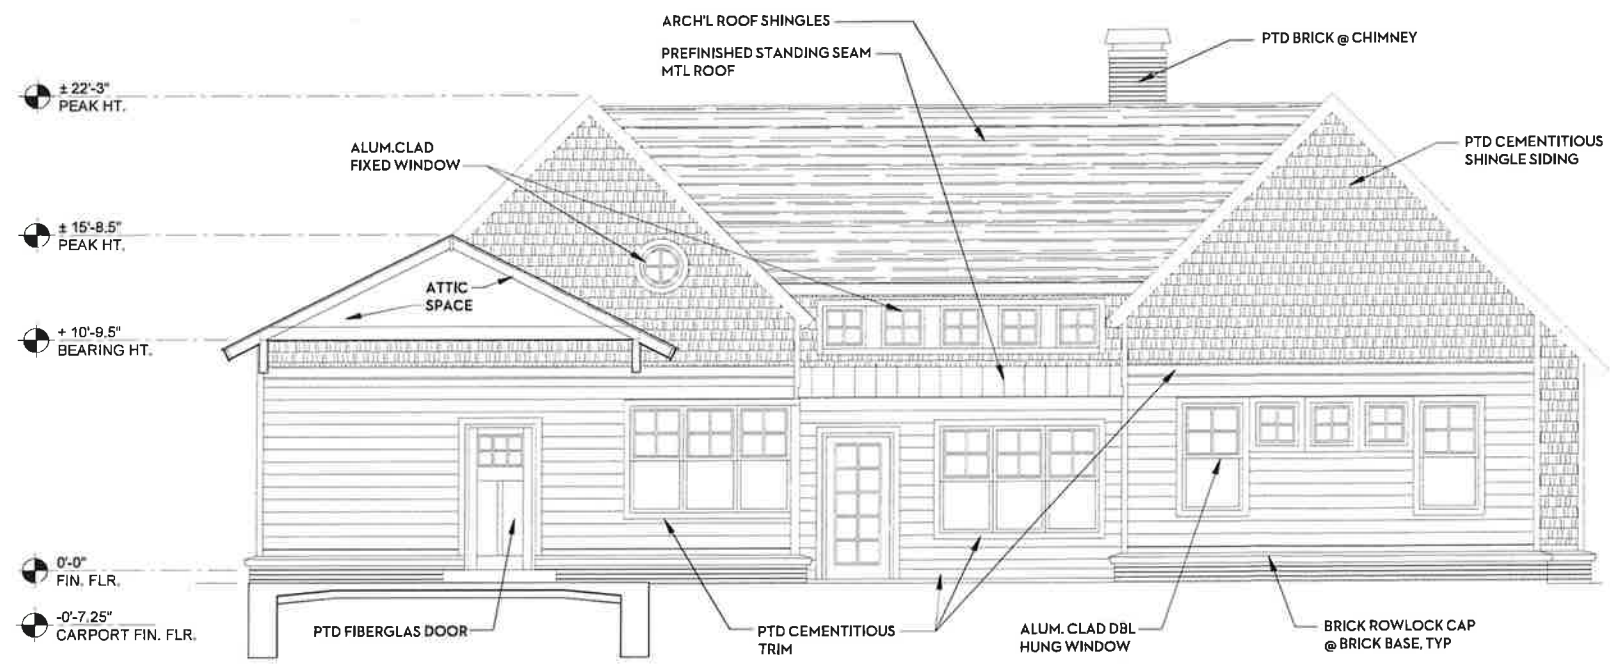 ARCH'L ROOF SHINGLES
PREFINISHED STANDING SEAM
MTL ROOF
PTD BRICK @ CHIMNEY
± 22'-3"
PEAK HT.
ALUM.CLAD
FIXED WINDOW
PTD CEMENTITIOUS
SHINGLE SIDING
± 15'-8.5"
PEAK HT.
ATTIC
SPACE
± 10'-9.5"
BEARING HT.
0'-0"
FIN. FLR.
-0'-7.25"
CARPORT FIN. FLR.
PTD FIBERGLAS DOOR
PTD CEMENTITIOUS
TRIM
ALUM. CLAD DBL
HUNG WINDOW
BRICK ROWLOCK CAP
@ BRICK BASE, TYP